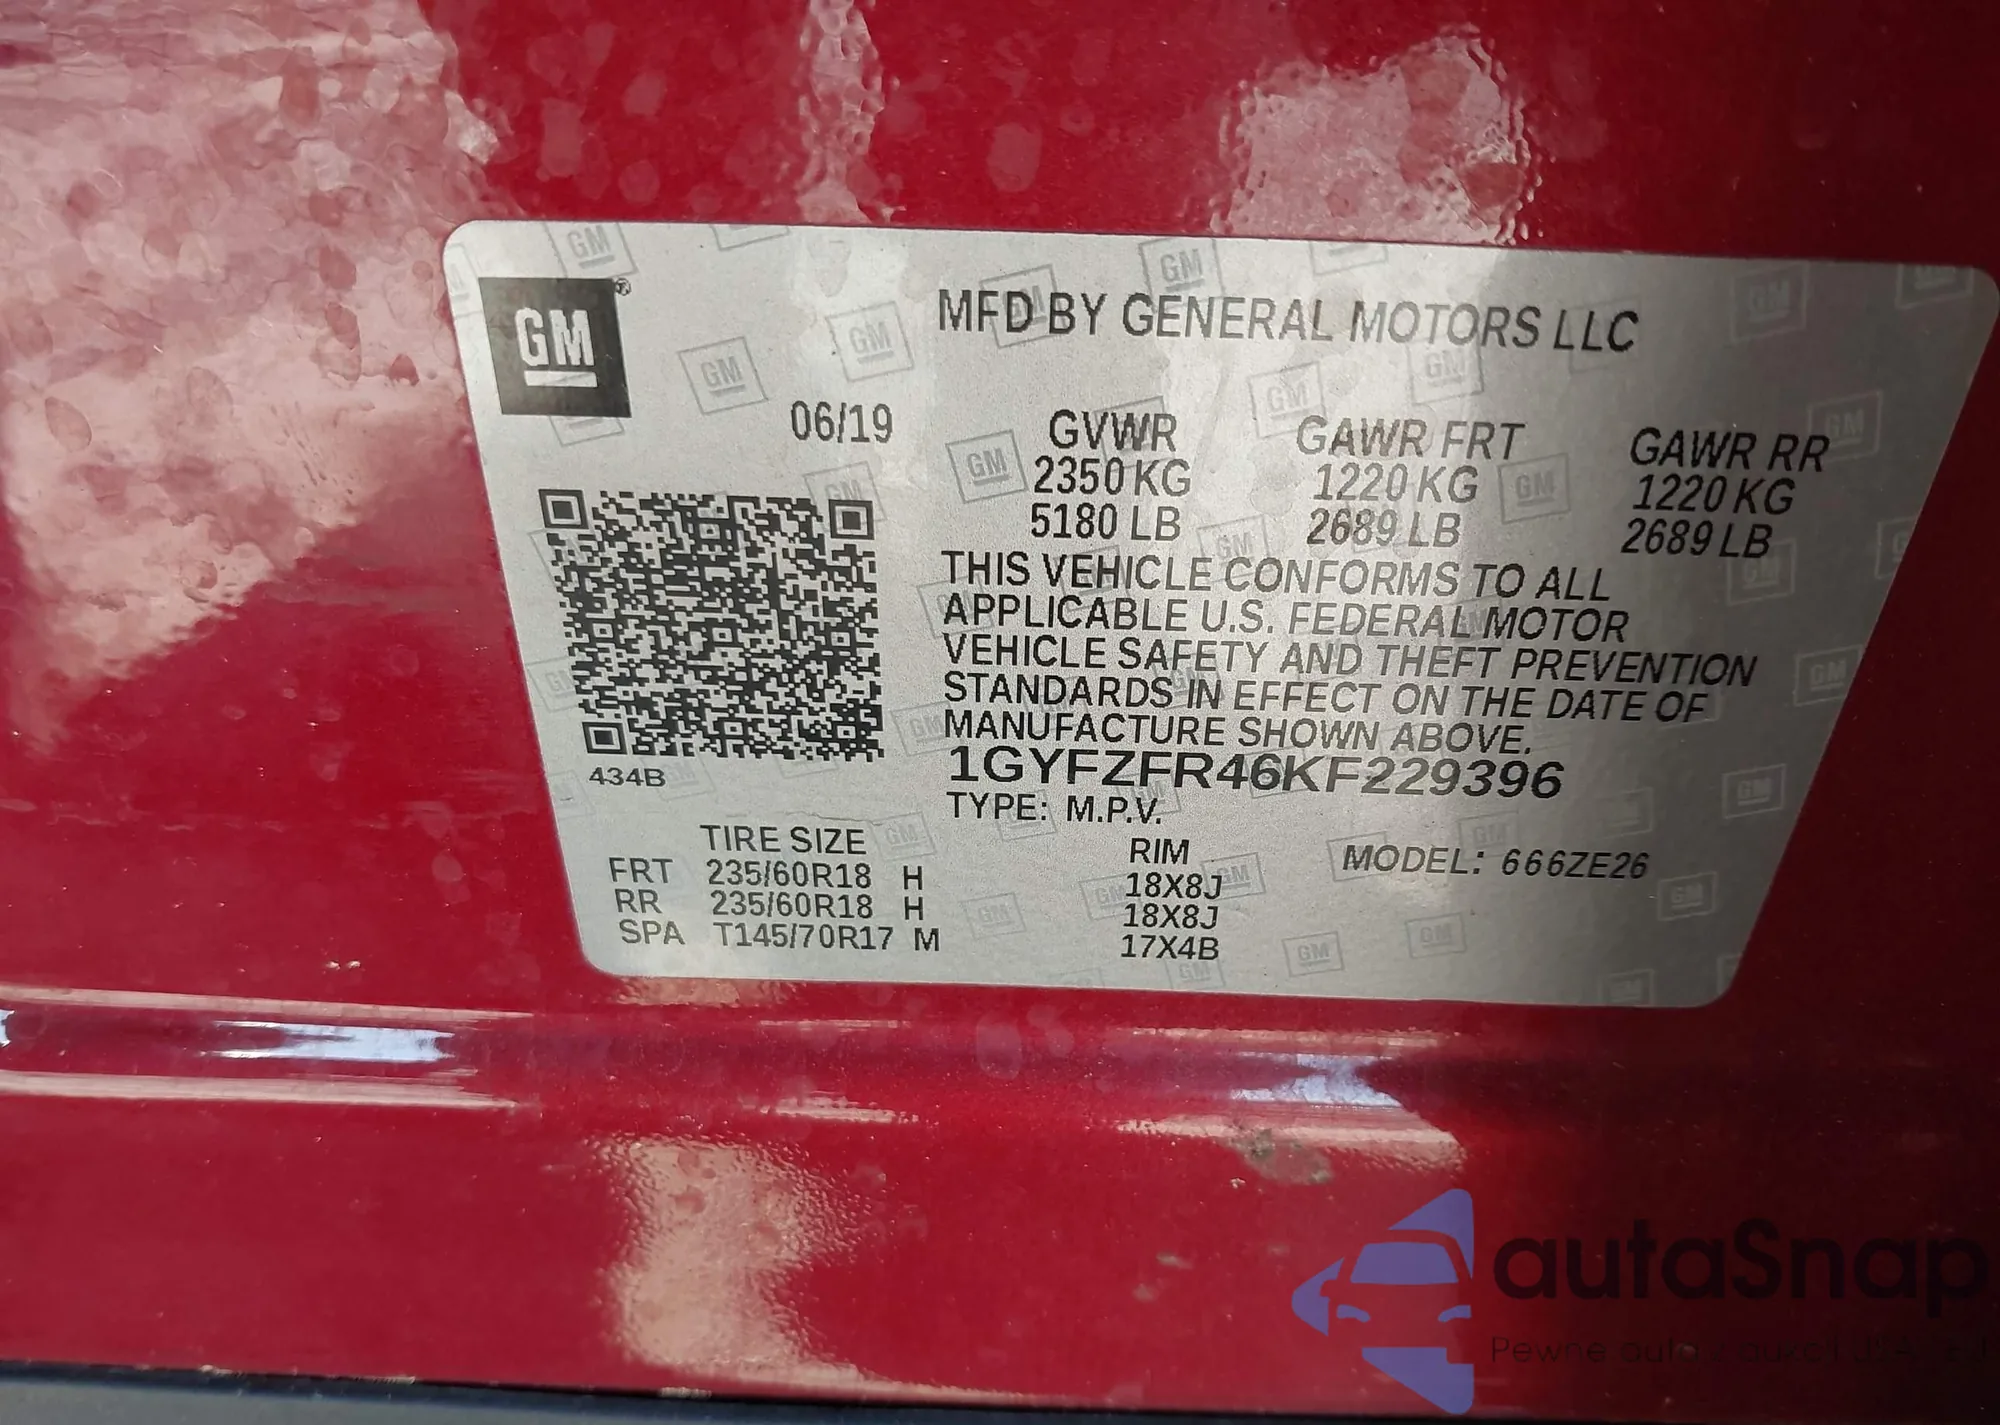 GM®
MFD BY GENERAL MOTORS LLC
06/19
GVWR GAWR FRT GAWR RR
2350 KG 1220 KG 1220 KG
5180 LB 2689 LB 2689 LB
THIS VEHICLE CONFORMS TO ALL
APPLICABLE U.S. FEDERAL MOTOR
VEHICLE SAFETY AND THEFT PREVENTION
STANDARDS IN EFFECT ON THE DATE OF
MANUFACTURE SHOWN ABOVE.
434B
1GYFZFR46KF229396
TYPE: M.P.V.
TIRE SIZE RIM MODEL: 666ZE26
FRT 235/60R18 H 18X8J
RR 235/60R18 H 18X8J
SPA T145/70R17 M 17X4B
autaSnap
Pewne auta z